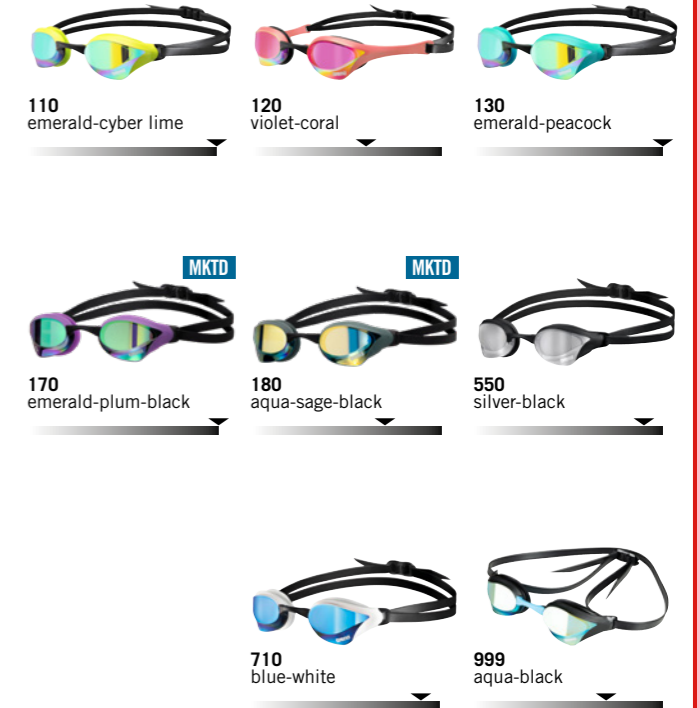 110
emerald-cyber lime
120
violet-coral
130
emerald-peacock
MKTD
170
emerald-plum-black
MKTD
180
aqua-sage-black
550
silver-black
710
blue-white
999
aqua-black